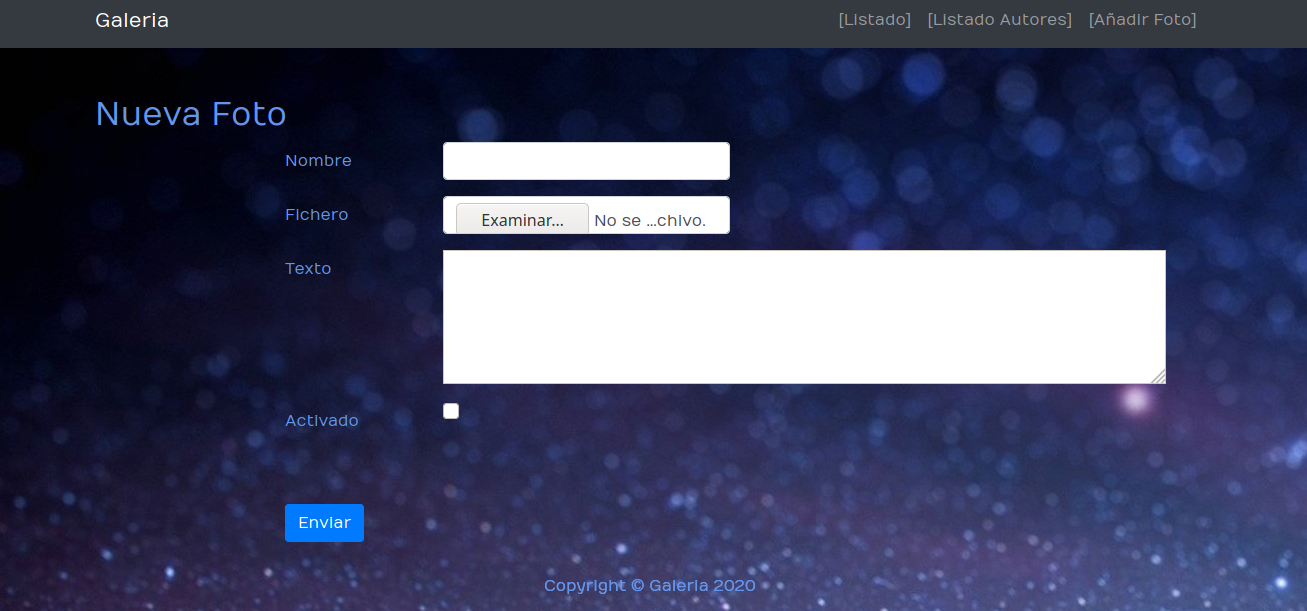 Galeria
[Listado] [Listado Autores] [Añadir Foto]
Nueva Foto
Nombre
Fichero
Examinar... No se ...chivo.
Texto
Activado
Enviar
Copyright © Galeria 2020